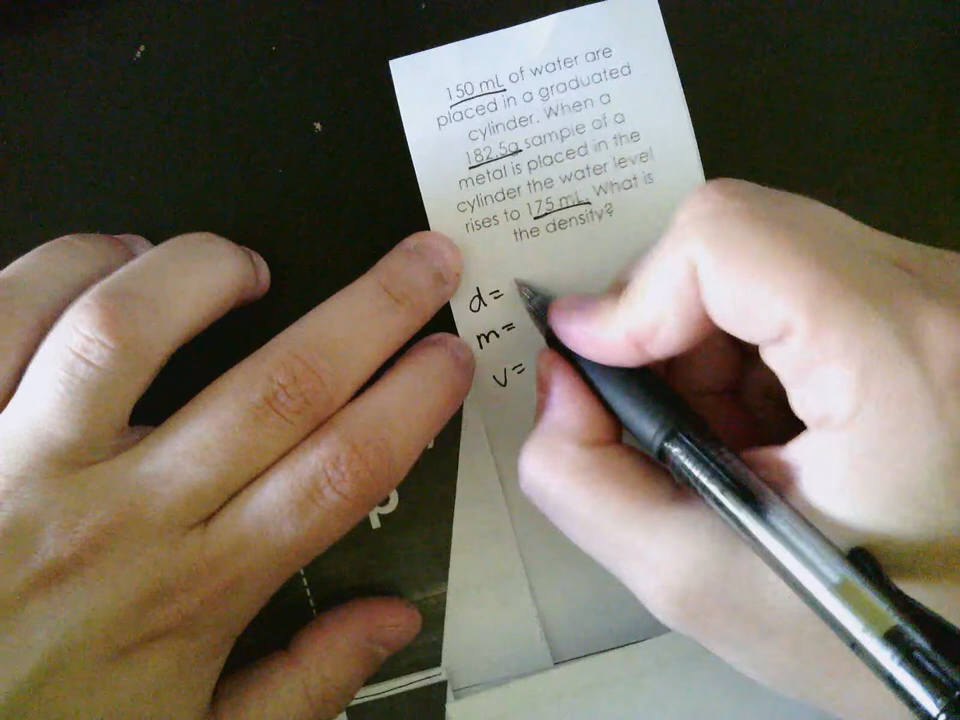 150 mL of water are
placed in a graduated
cylinder. When a
182.5g sample of a
metal is placed in the
cylinder the water level
rises to 175 mL. What is
the density?
d=
m=
v=